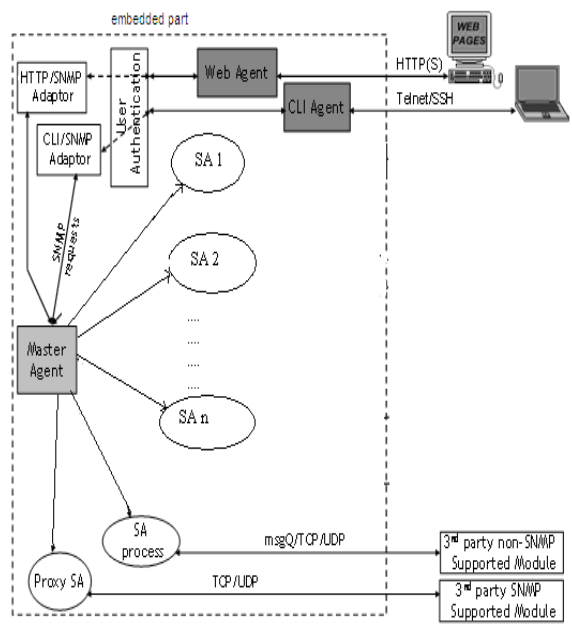 embedded part
WEB
PAGES
HTTP(S)
HTTP/SNMP
Adaptor
Web Agent
User
Authentication
CLI Agent
Telnet/SSH
CLI/SNMP
Adaptor
SA 1
SNMP
requests
SA 2
....
....
....
....
Master
Agent
SA n
SA
process
msgQ/TCP/UDP
3rd party non-SNMP
Supported Module
Proxy SA
TCP/UDP
3rd party SNMP
Supported Module